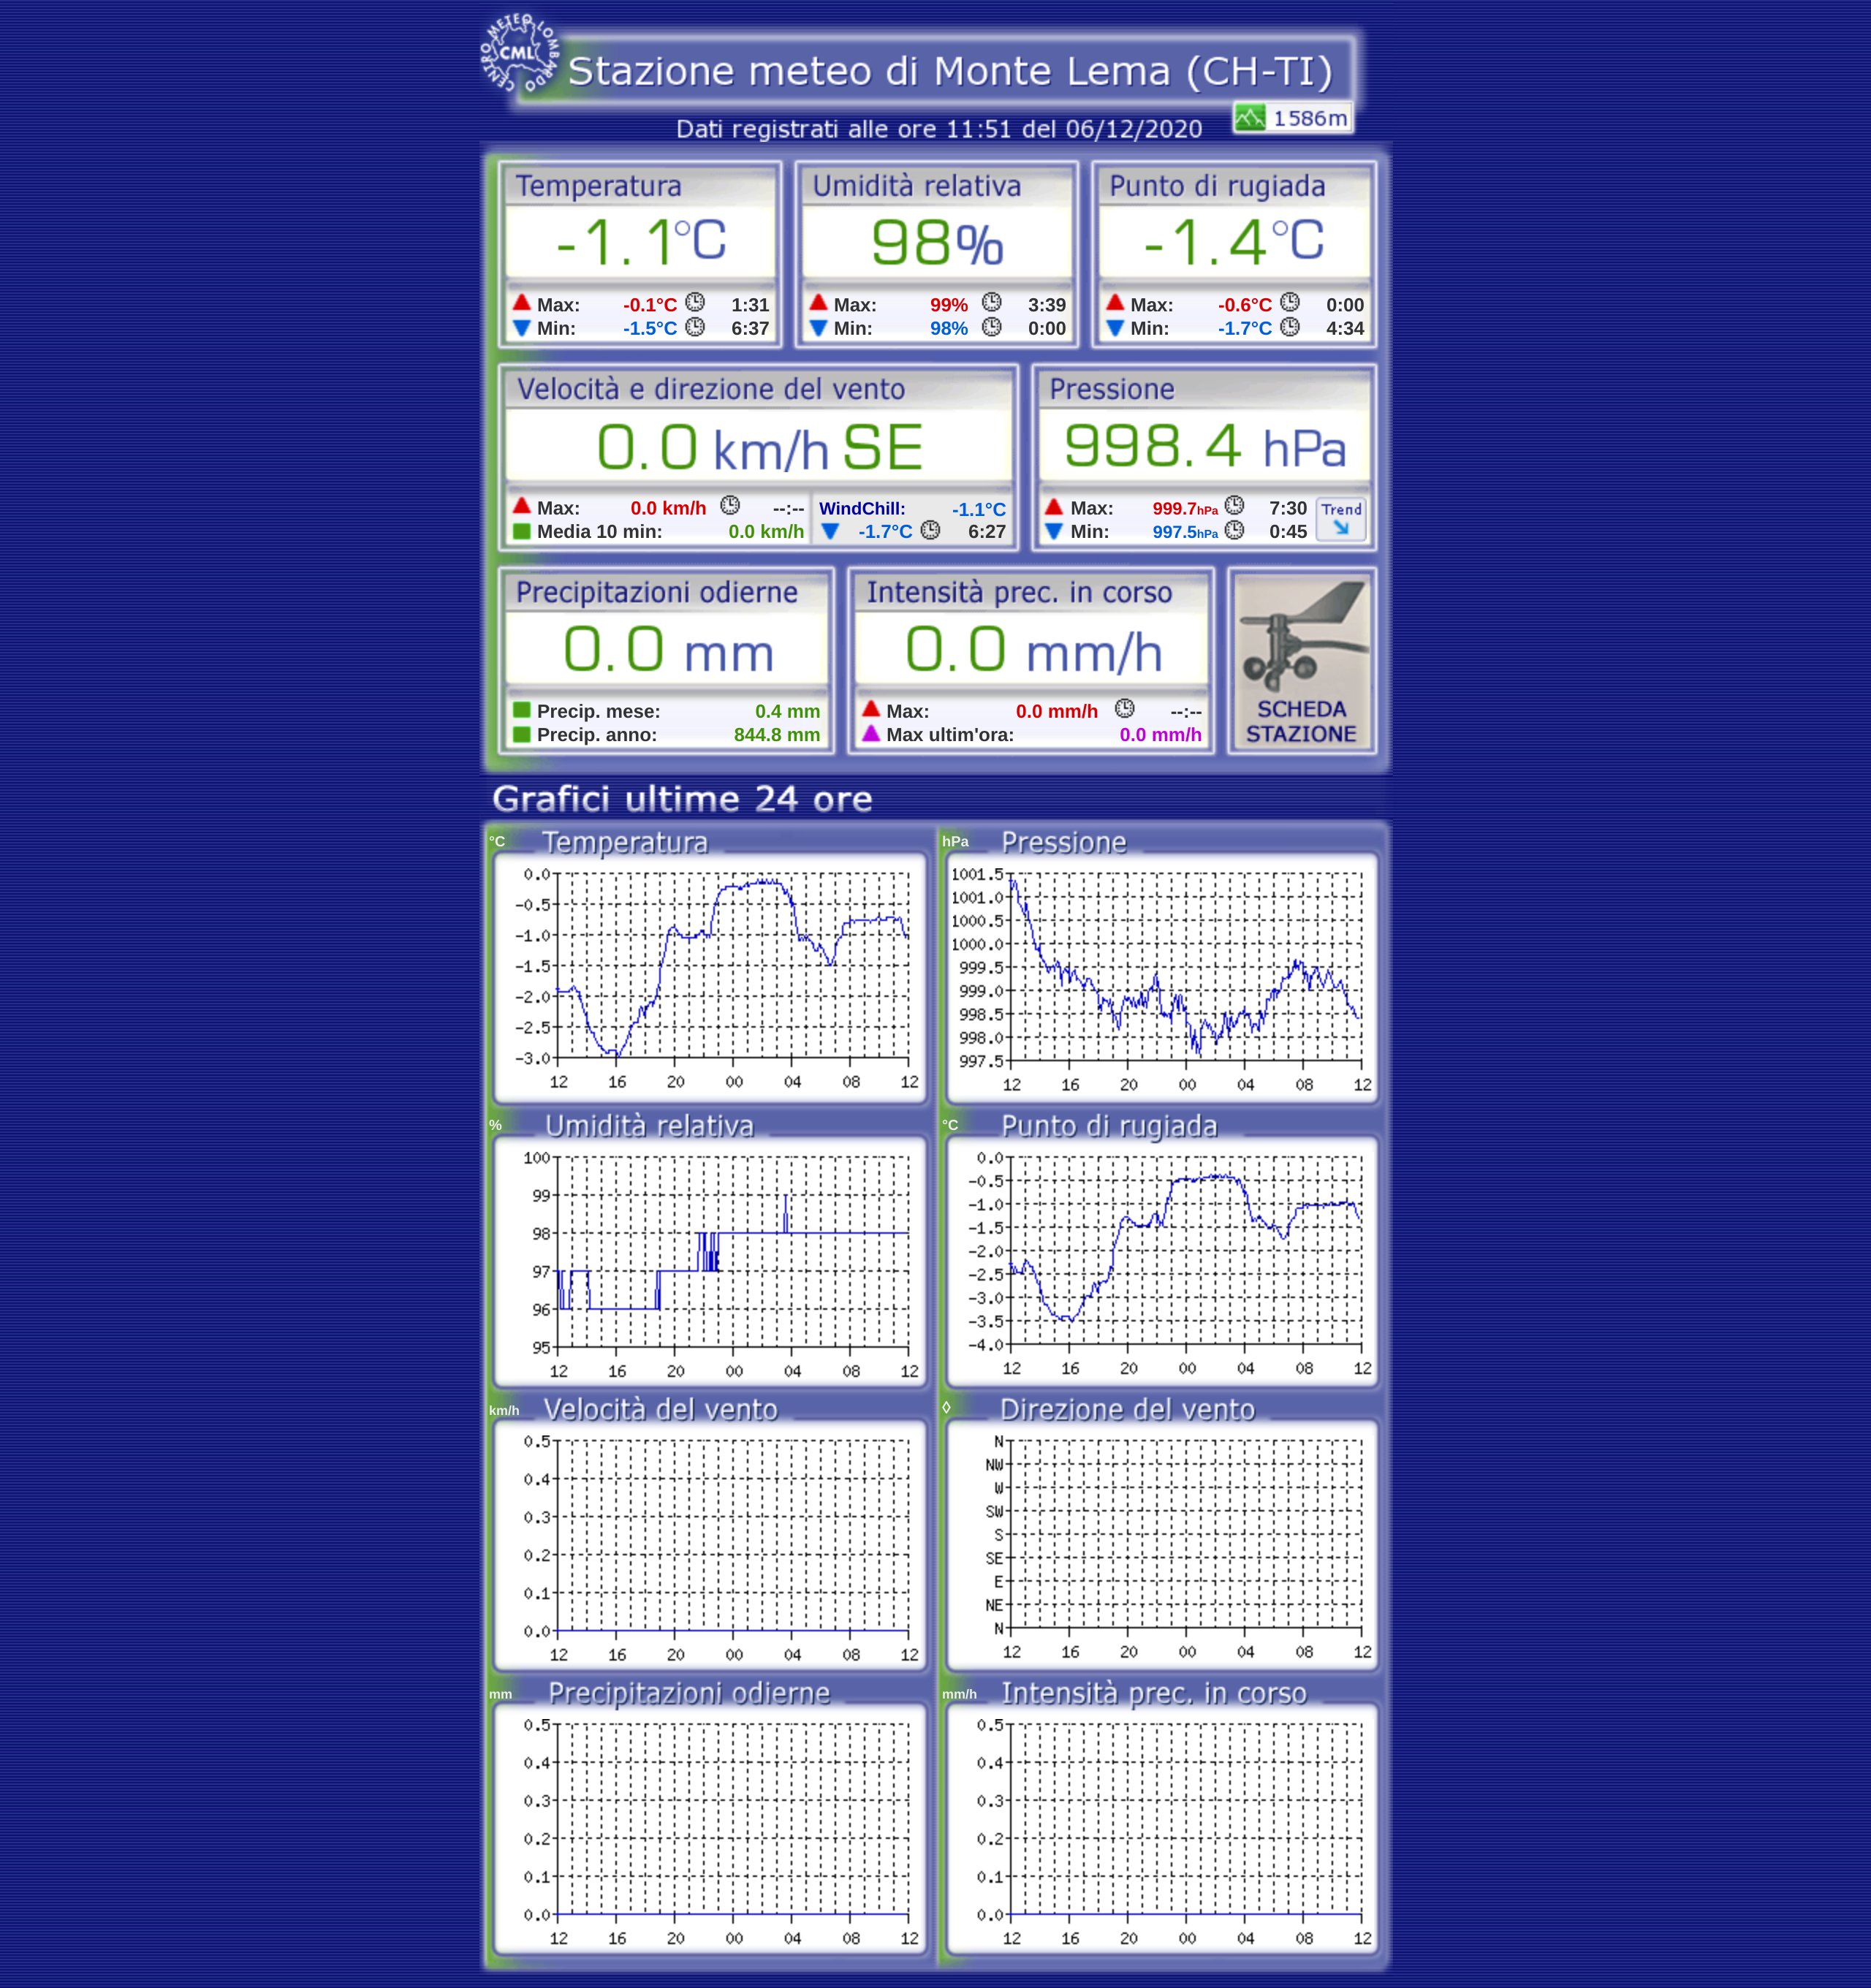 CENTRO METEO LOMBARDO
CML
Stazione meteo di Monte Lema (CH-TI)
1586m
Dati registrati alle ore 11:51 del 06/12/2020
Temperatura
-1.1°C
Max: -0.1°C 1:31
Min: -1.5°C 6:37
Umidità relativa
98%
Max: 99% 3:39
Min: 98% 0:00
Punto di rugiada
-1.4°C
Max: -0.6°C 0:00
Min: -1.7°C 4:34
Velocità e direzione del vento
0.0 km/h SE
Max: 0.0 km/h --:--
Media 10 min: 0.0 km/h
WindChill: -1.1°C
-1.7°C 6:27
Pressione
998.4 hPa
Max: 999.7hPa 7:30
Min: 997.5hPa 0:45
Trend
Precipitazioni odierne
0.0 mm
Precip. mese: 0.4 mm
Precip. anno: 844.8 mm
Intensità prec. in corso
0.0 mm/h
Max: 0.0 mm/h --:--
Max ultim'ora: 0.0 mm/h
SCHEDA
STAZIONE
Grafici ultime 24 ore
°C Temperatura
0.0
-0.5
-1.0
-1.5
-2.0
-2.5
-3.0
12 16 20 00 04 08 12
hPa Pressione
1001.5
1001.0
1000.5
1000.0
999.5
999.0
998.5
998.0
997.5
12 16 20 00 04 08 12
% Umidità relativa
100
99
98
97
96
95
12 16 20 00 04 08 12
°C Punto di rugiada
0.0
-0.5
-1.0
-1.5
-2.0
-2.5
-3.0
-3.5
-4.0
12 16 20 00 04 08 12
km/h Velocità del vento
0.5
0.4
0.3
0.2
0.1
0.0
12 16 20 00 04 08 12
◊ Direzione del vento
N
NW
W
SW
S
SE
E
NE
N
12 16 20 00 04 08 12
mm Precipitazioni odierne
0.5
0.4
0.3
0.2
0.1
0.0
12 16 20 00 04 08 12
mm/h Intensità prec. in corso
0.5
0.4
0.3
0.2
0.1
0.0
12 16 20 00 04 08 12